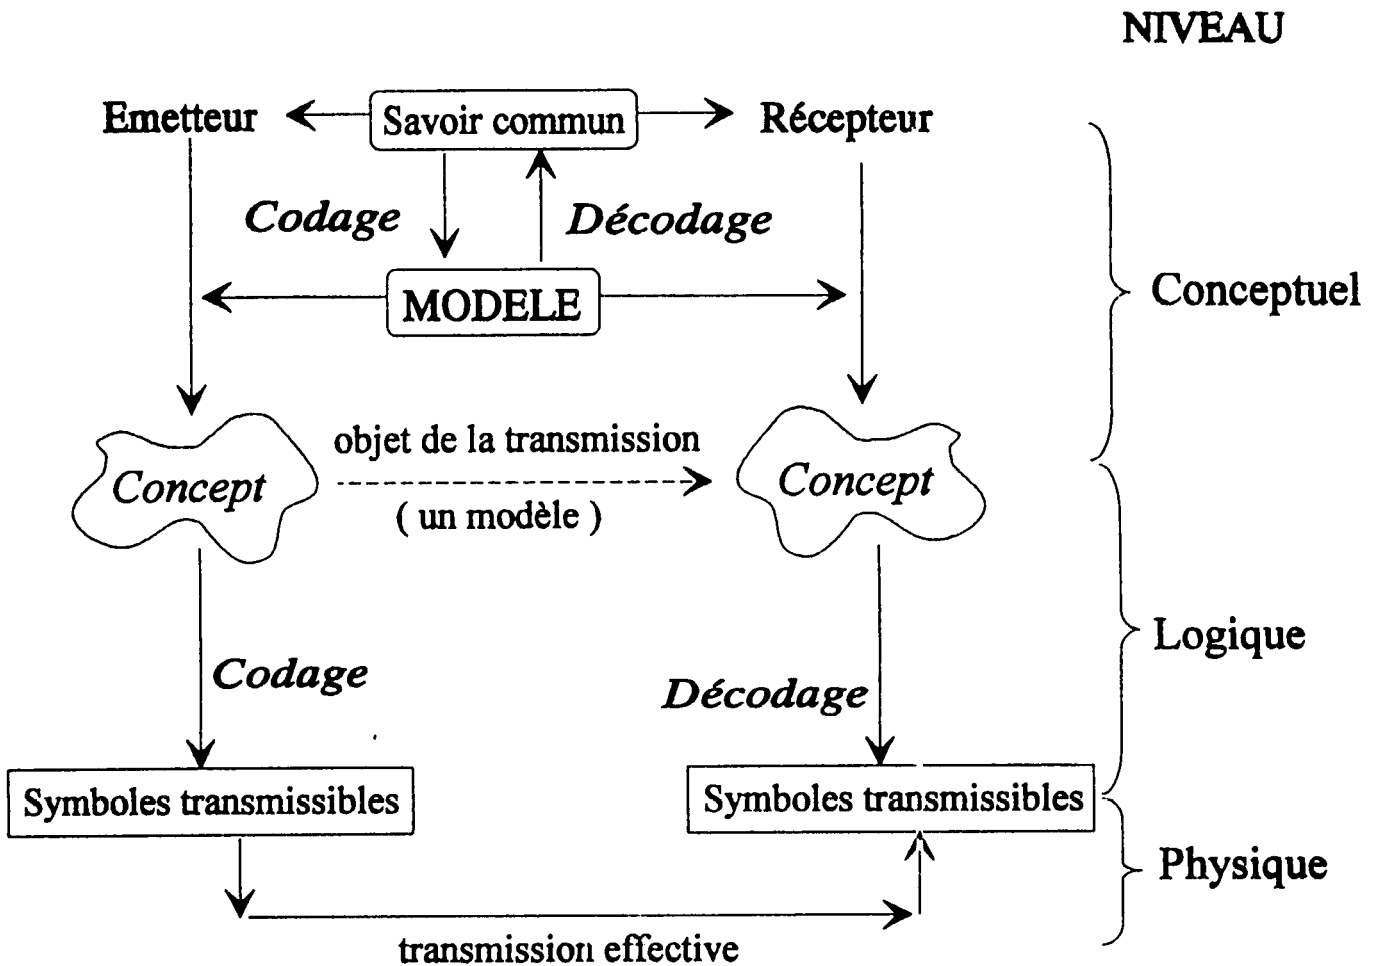 NIVEAU
Emetteur
Savoir commun
Récepteur
Codage
Décodage
MODELE
Conceptuel
objet de la transmission
Concept
Concept
( un modèle )
Logique
Codage
Décodage
Symboles transmissibles
Symboles transmissibles
Physique
transmission effective